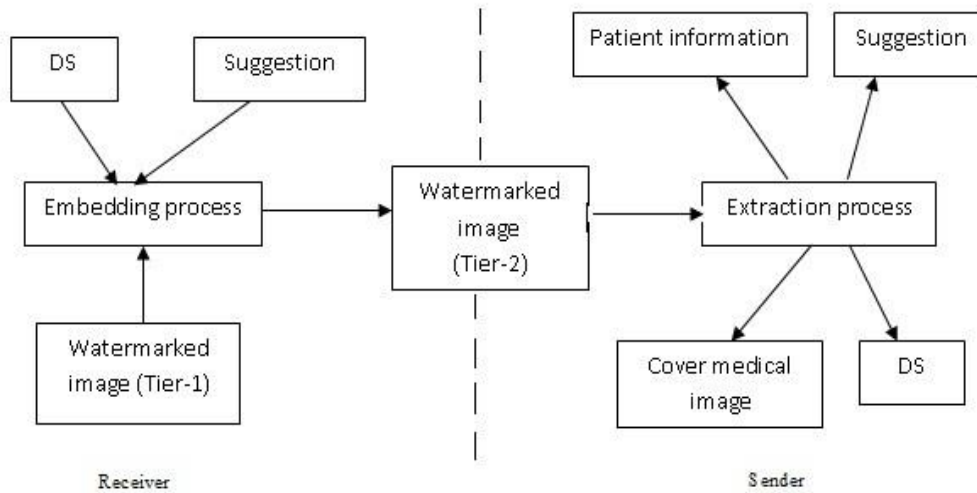 DS
Suggestion
Embedding process
Watermarked
image (Tier-1)
Receiver
Watermarked
image
(Tier-2)
Patient information
Suggestion
Extraction process
Cover medical
image
DS
Sender